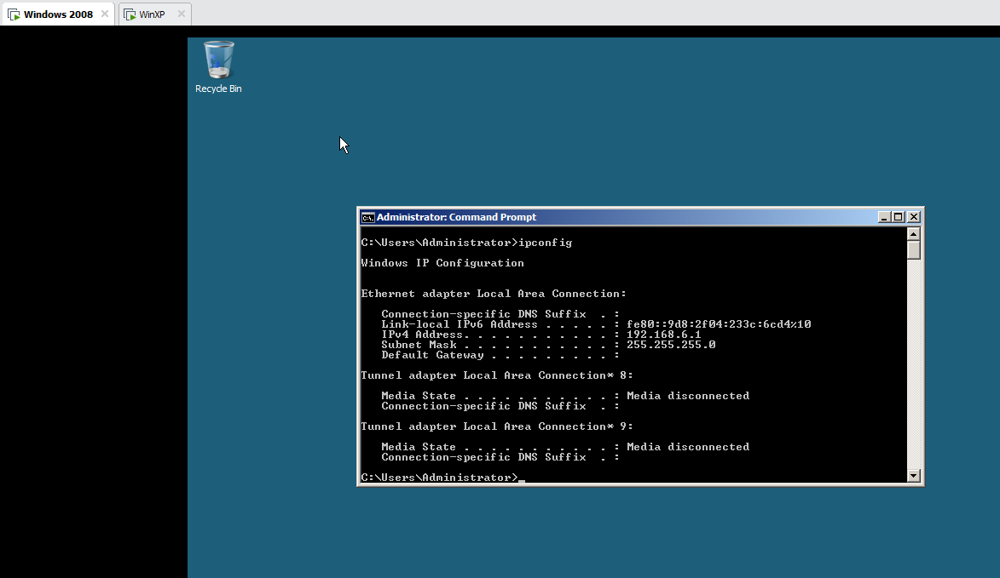 Windows 2008
WinXP
Recycle Bin
Administrator: Command Prompt
C:\Users\Administrator>ipconfig
Windows IP Configuration
Ethernet adapter Local Area Connection:
Connection-specific DNS Suffix  . :
Link-local IPv6 Address . . . . . : fe80::9d8:2f04:233c:6cd4%10
IPv4 Address. . . . . . . . . . . : 192.168.6.1
Subnet Mask . . . . . . . . . . . : 255.255.255.0
Default Gateway . . . . . . . . . :
Tunnel adapter Local Area Connection* 8:
Media State . . . . . . . . . . . : Media disconnected
Connection-specific DNS Suffix  . :
Tunnel adapter Local Area Connection* 9:
Media State . . . . . . . . . . . : Media disconnected
Connection-specific DNS Suffix  . :
C:\Users\Administrator>_